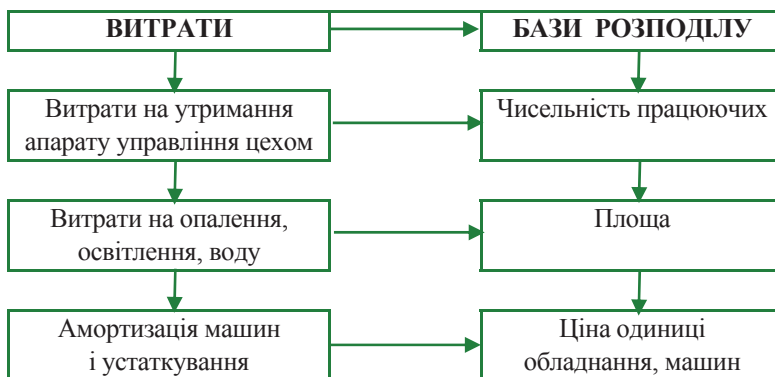 ВИТРАТИ
БАЗИ РОЗПОДІЛУ
Витрати на утримання
апарату управління цехом
Чисельність працюючих
Витрати на опалення,
освітлення, воду
Площа
Амортизація машин
і устаткування
Ціна одиниці
обладнання, машин